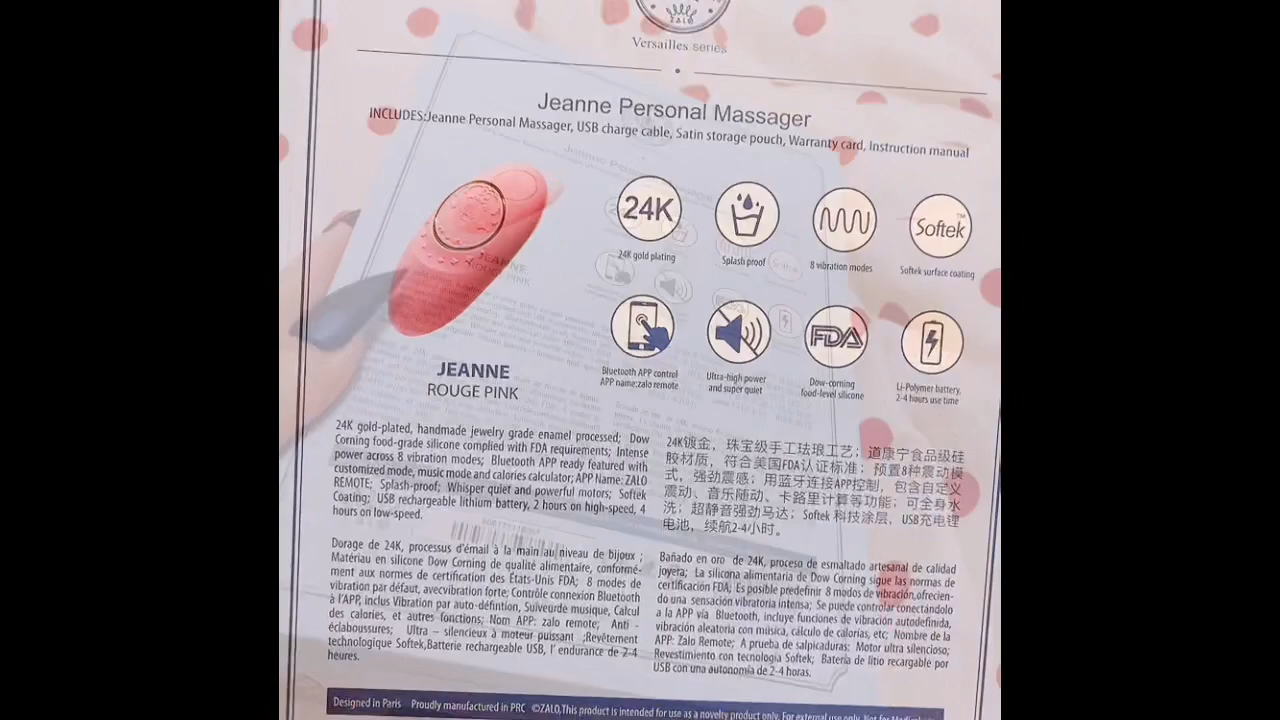 ZALO
Versailles series
Jeanne Personal Massager
INCLUDES:Jeanne Personal Massager, USB charge cable, Satin storage pouch, Warranty card, Instruction manual
24K
24K gold plating
Splash proof
8 vibration modes
Softek™
Softek surface coating
JEANNE
ROUGE PINK
Bluetooth APP control
APP name:zalo remote
Ultra-high power
and super quiet
FDA
Dow-corning
food-level silicone
Li-Polymer battery,
2-4 hours use time
JEANNE
ROUGE PINK
24K gold-plated, handmade jewelry grade enamel processed; Dow
Corning food-grade silicone complied with FDA requirements; Intense
power across 8 vibration modes; Bluetooth APP ready featured with
customized mode, music mode and calories calculator; APP Name: ZALO
REMOTE; Splash-proof; Whisper quiet and powerful motors; Softek
Coating; USB rechargeable lithium battery, 2 hours on high-speed, 4
hours on low-speed.
24K镀金，珠宝级手工珐琅工艺；道康宁食品级硅
胶材质，符合美国FDA认证标准；预置8种震动模
式，强劲震感；用蓝牙连接APP控制，包含自定义
震动、音乐随动、卡路里计算等功能；可全身水
洗；超静音强劲马达；Softek 科技涂层，USB充电锂
电池，续航2-4小时。
Dorage de 24K, processus d'émail à la main au niveau de bijoux ;
Matériau en silicone Dow Corning de qualité alimentaire, conformé-
ment aux normes de certification des États-Unis FDA; 8 modes de
vibration par défaut, avecvibration forte; Contrôle connexion Bluetooth
à l'APP, inclus Vibration par auto-défintion, Suiveurde musique, Calcul
des calories, et autres fonctions; Nom APP: zalo remote; Anti -
éclaboussures; Ultra – silencieux à moteur puissant ;Revêtement
technologique Softek,Batterie rechargeable USB, l' endurance de 2-4
heures.
Bañado en oro de 24K, proceso de esmaltado artesanal de calidad
joyera; La silicona alimentaria de Dow Corning sigue las normas de
certificación FDA; Es posible predefinir 8 modos de vibración,ofrecien-
do una sensación vibratoria intensa; Se puede controlar conectándolo
a la APP vía Bluetooth, incluye funciones de vibración autodefinida,
vibración aleatoria con música, cálculo de calorías, etc; Nombre de la
APP: Zalo Remote; A prueba de salpicaduras; Motor ultra silencioso;
Revestimiento con tecnología Softek; Batería de litio recargable por
USB con una autonomía de 2-4 horas.
Designed in Paris Proudly manufactured in PRC ©ZALO,This product is intended for use as a novelty product only. For external use only. Not for